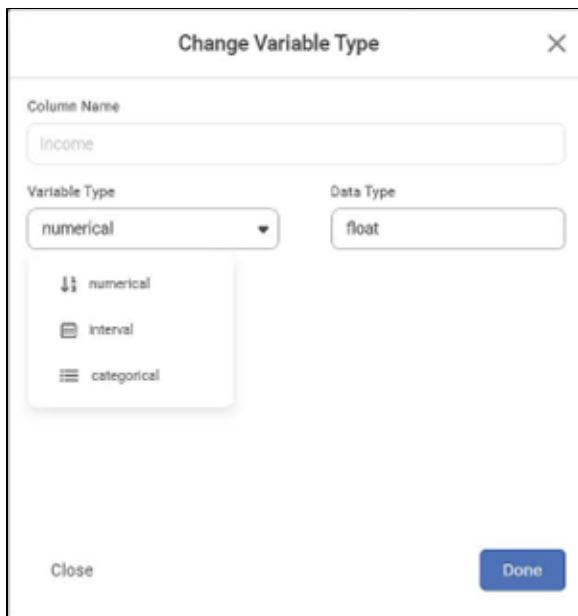 Change Variable Type
Column Name
Income
Variable Type Data Type
numerical float
numerical
interval
categorical
Close Done